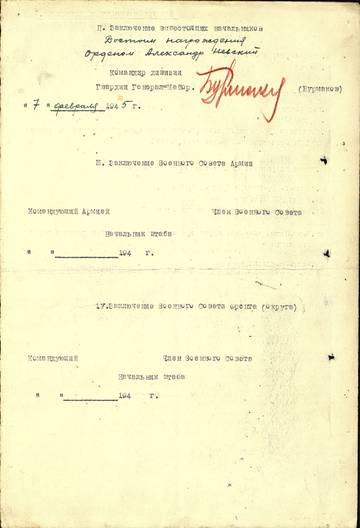 II. Заключение вышестоящих начальников
Достоин награждения
Орденом Александр Невский
Командир дивизии
Гвардии Генерал-Майор. Бурмаков (Бурмаков)
"7" февраля 1945 г.
III. Заключение Военного Совета Армии
Командующий Армией Член Военного Совета
Начальник штаба
" " 194 г.
IV. Заключение Военного Совета фронта (округа)
Командующий Член Военного Совета
Начальник штаба
" " 194 г.